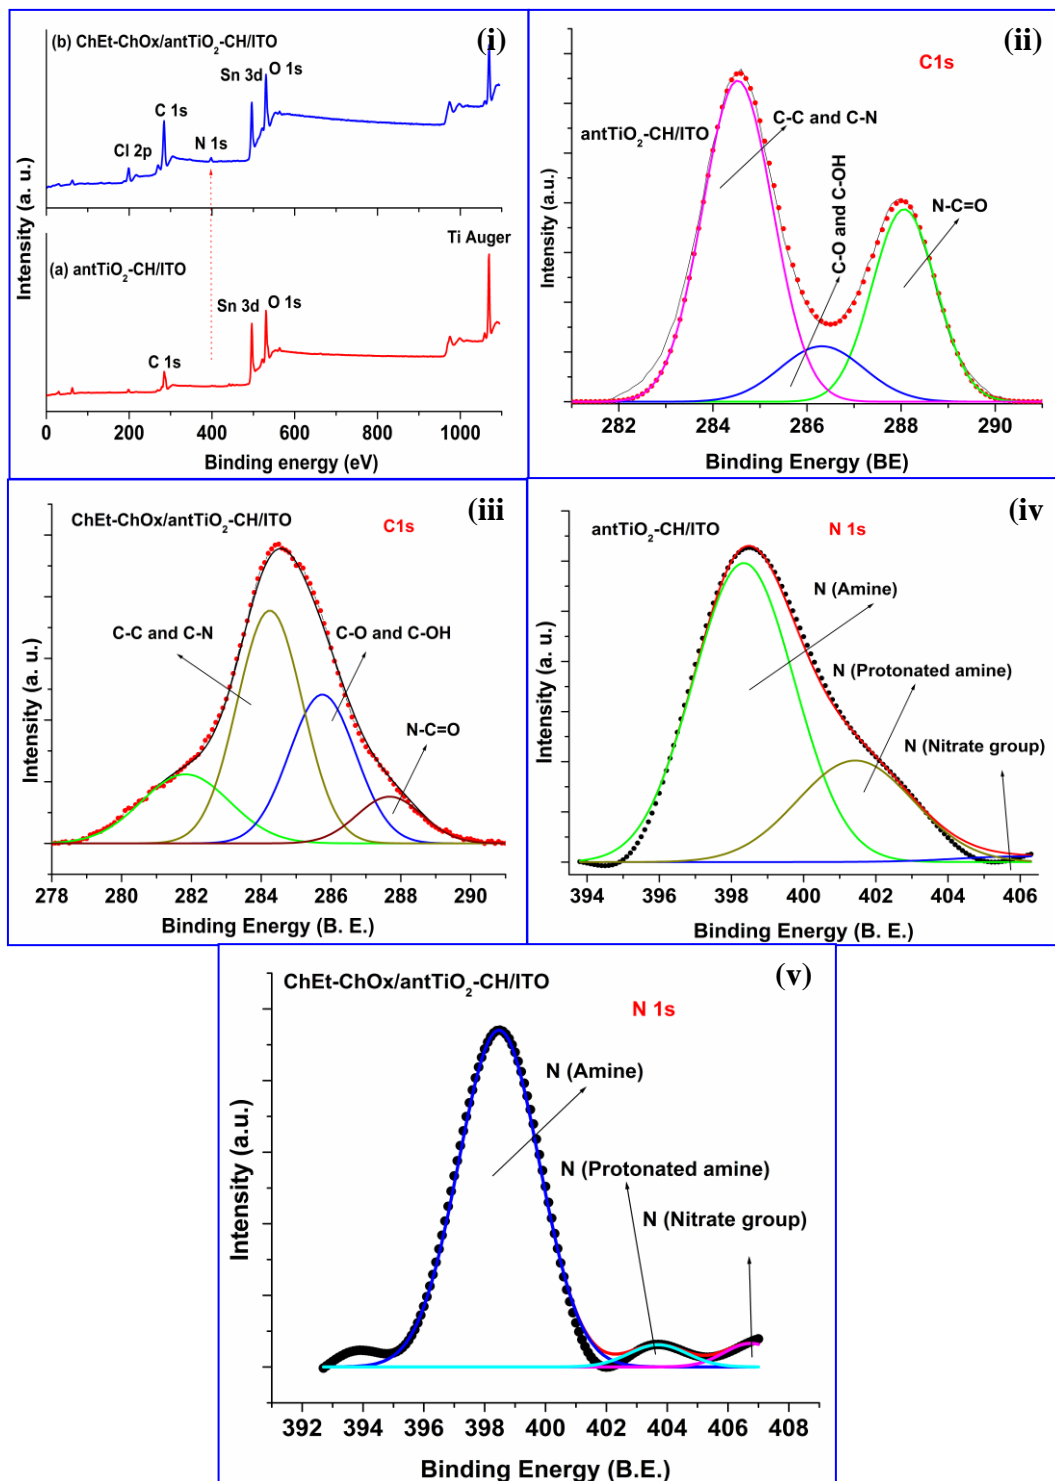 (i)
(b) ChEt-ChOx/antTiO₂-CH/ITO
Sn 3d
O 1s
C 1s
Cl 2p
N 1s
Ti Auger
(a) antTiO₂-CH/ITO
Sn 3d
O 1s
C 1s
Intensity (a. u.)
0 200 400 600 800 1000
Binding energy (eV)
(ii)
C1s
antTiO₂-CH/ITO
C-C and C-N
C-O and C-OH
N-C=O
Intensity (a.u.)
282 284 286 288 290
Binding Energy (BE)
(iii
ChEt-ChOx/antTiO₂-CH/ITO
C1s
C-C and C-N
C-O and C-OH
N-C=O
Intensity (a. u.)
278 280 282 284 286 288 290
Binding Energy (B. E.)
(iv
antTiO₂-CH/ITO
N 1s
N (Amine)
N (Protonated amine)
N (Nitrate group)
Intensity (a. u.)
394 396 398 400 402 404 406
Binding Energy (B. E.)
(v)
ChEt-ChOx/antTiO₂-CH/ITO
N 1s
N (Amine)
N (Protonated amine)
N (Nitrate group)
Intensity (a.u.)
392 394 396 398 400 402 404 406 408
Binding Energy (B.E.)